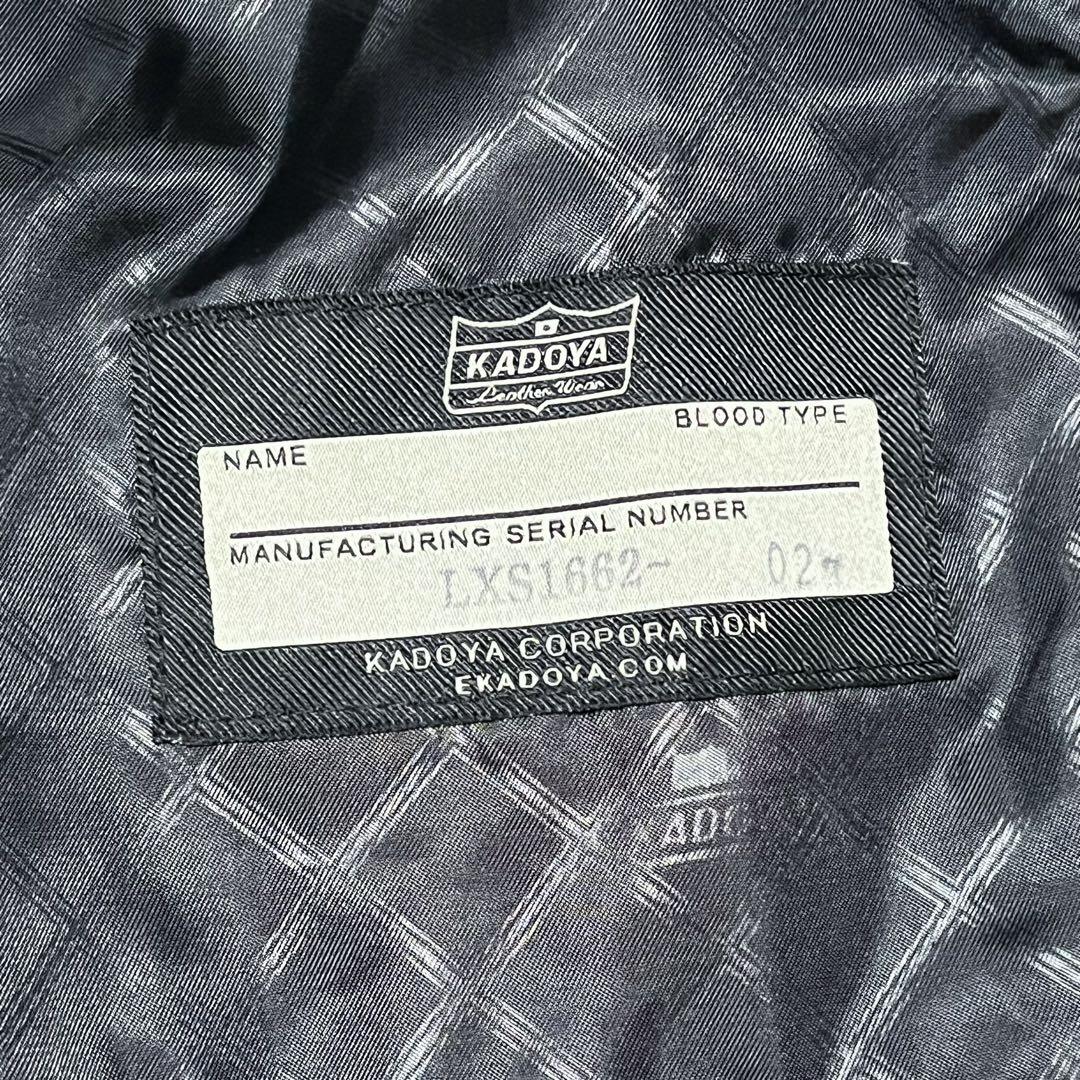 KADOYA
Leather Wear
BLOOD TYPE
NAME
MANUFACTURING SERIAL NUMBER
LXS1662-
KADOYA CORPORATION
EKADOYA.COM